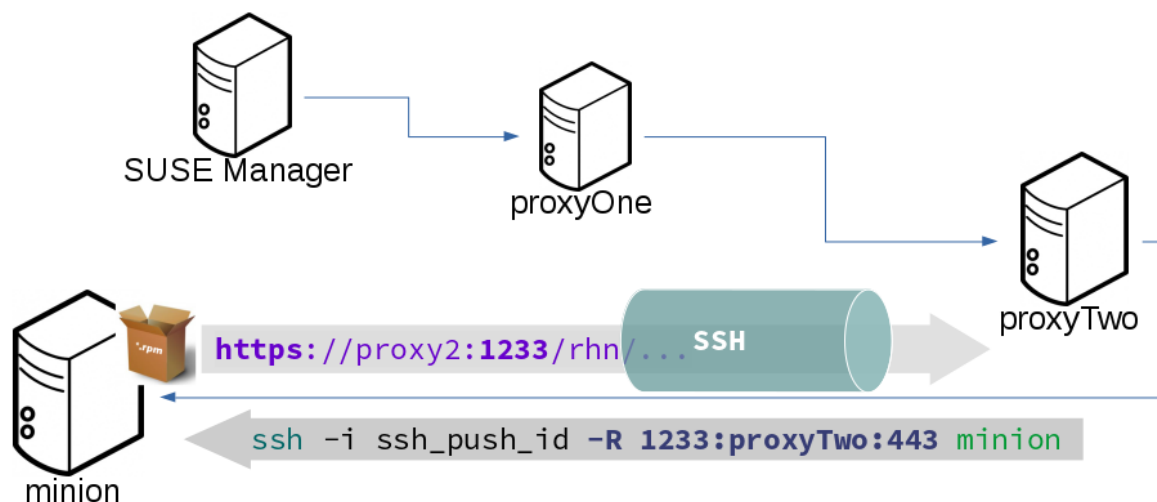 SUSE Manager
proxyOne
proxyTwo
*.rpm
https://proxy2:1233/rhn/...
SSH
ssh -i ssh_push_id -R 1233:proxyTwo:443 minion
minion